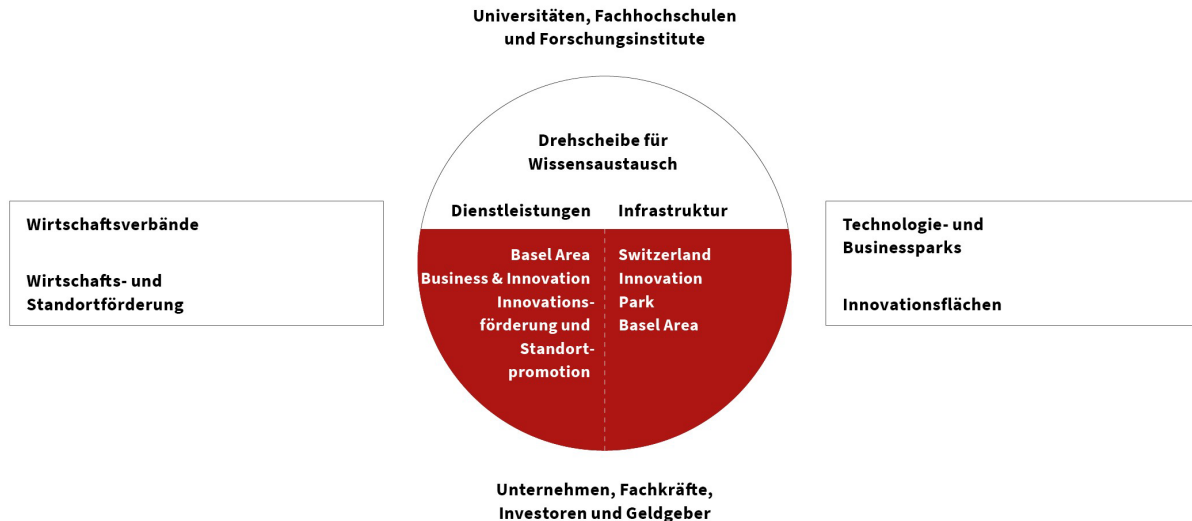 Universitäten, Fachhochschulen
und Forschungsinstitute
Drehscheibe für
Wissensaustausch
Dienstleistungen
Infrastruktur
Wirtschaftsverbände
Wirtschafts- und
Standortförderung
Basel Area
Business & Innovation
Innovations-
förderung und
Standort-
promotion
Switzerland
Innovation
Park
Basel Area
Technologie- und
Businessparks
Innovationsflächen
Unternehmen, Fachkräfte,
Investoren und Geldgeber